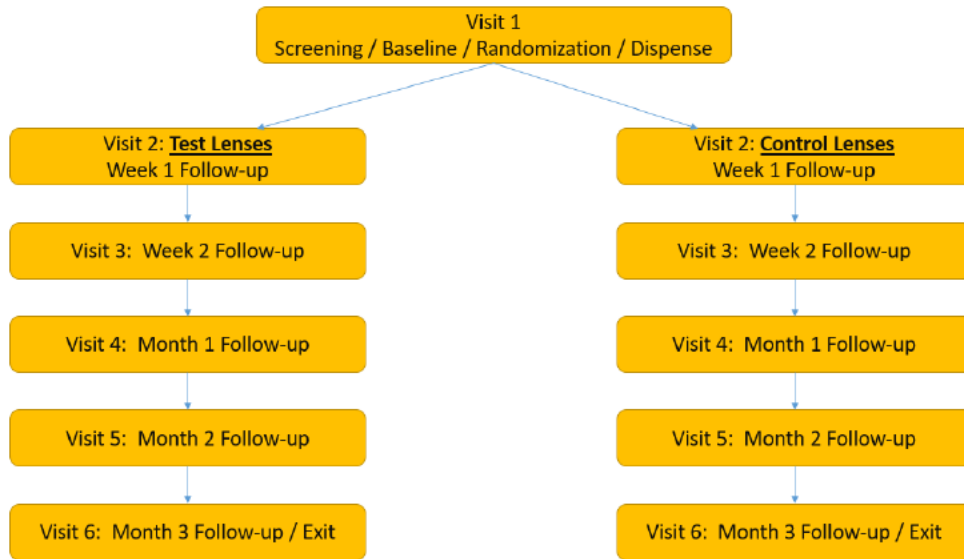 Visit 1
Screening / Baseline / Randomization / Dispense
Visit 2: Test Lenses
Week 1 Follow-up
Visit 2: Control Lenses
Week 1 Follow-up
Visit 3: Week 2 Follow-up
Visit 3: Week 2 Follow-up
Visit 4: Month 1 Follow-up
Visit 4: Month 1 Follow-up
Visit 5: Month 2 Follow-up
Visit 5: Month 2 Follow-up
Visit 6: Month 3 Follow-up / Exit
Visit 6: Month 3 Follow-up / Exit